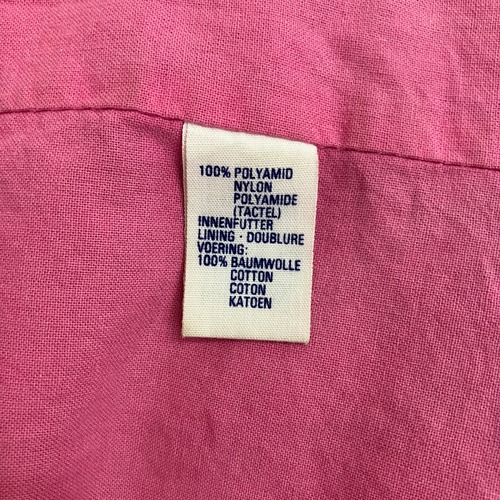 100% POLYAMID
NYLON
POLYAMIDE
(TACTEL)
INNENFUTTER
LINING · DOUBLURE
VOERING:
100% BAUMWOLLE
COTTON
COTON
KATOEN